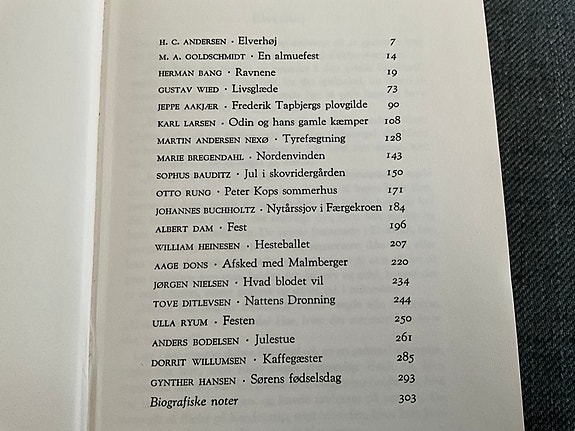 H. C. ANDERSEN · Elverhøj 7
M. A. GOLDSCHMIDT · En almuefest 14
HERMAN BANG · Ravnene 19
GUSTAV WIED · Livsglæde 73
JEPPE AAKJÆR · Frederik Tapbjergs plovgilde 90
KARL LARSEN · Odin og hans gamle kæmper 108
MARTIN ANDERSEN NEXØ · Tyrefægtning 128
MARIE BREGENDAHL · Nordenvinden 143
SOPHUS BAUDITZ · Jul i skovridergården 150
OTTO RUNG · Peter Kops sommerhus 171
JOHANNES BUCHHOLTZ · Nytårssjov i Færgekroen 184
ALBERT DAM · Fest 196
WILLIAM HEINESEN · Hesteballet 207
AAGE DONS · Afsked med Malmberger 220
JØRGEN NIELSEN · Hvad blodet vil 234
TOVE DITLEVSEN · Nattens Dronning 244
ULLA RYUM · Festen 250
ANDERS BODELSEN · Julestue 261
DORRIT WILLUMSEN · Kaffegæster 285
GYNTHER HANSEN · Sørens fødselsdag 293
Biografiske noter 303